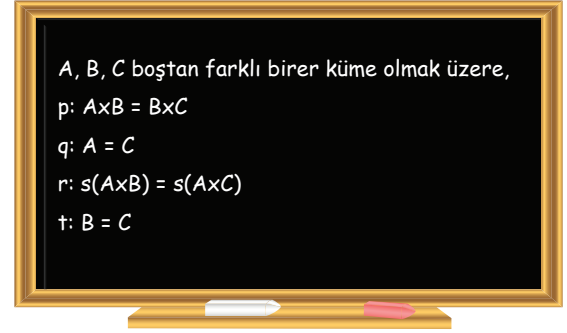 A, B, C boştan farklı birer küme olmak üzere,
p: AxB = BxC
q: A = C
r: s(AxB) = s(AxC)
t: B = C